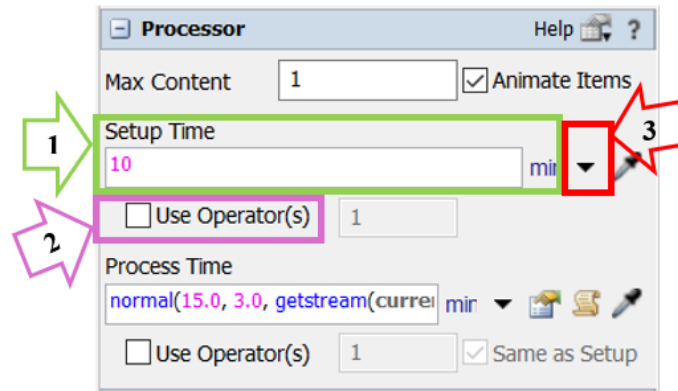 Processor Help ?
Max Content 1 Animate Items
3
1 Setup Time
10 min
2 Use Operator(s) 1
Process Time
normal(15.0, 3.0, getstream(curre min
Use Operator(s) 1 Same as Setup